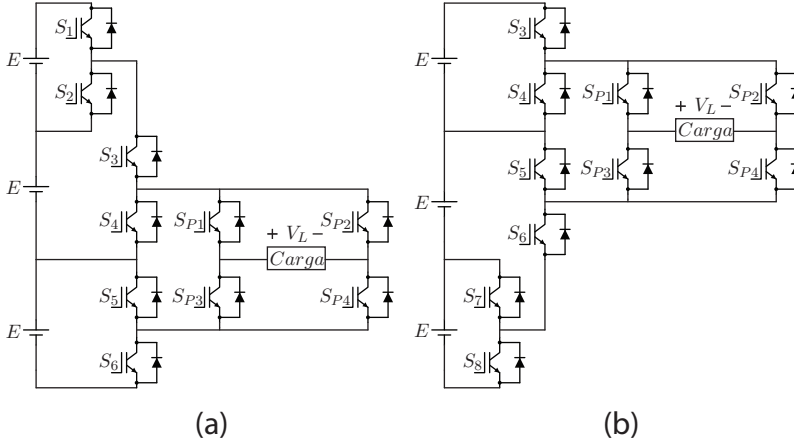 S1
E
S2
S3
E
S4
SP1
SP2
+ VL −
Carga
S5
SP3
SP4
E
S6
(a)
S3
E
S4
SP1
SP2
+ VL −
Carga
S5
SP3
SP4
E
S6
S7
E
S8
(b)